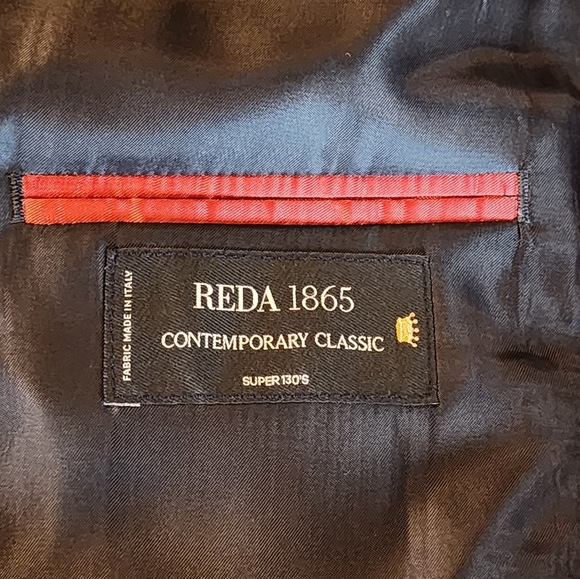 FABRIC MADE IN ITALY
REDA 1865
CONTEMPORARY CLASSIC
SUPER 130'S